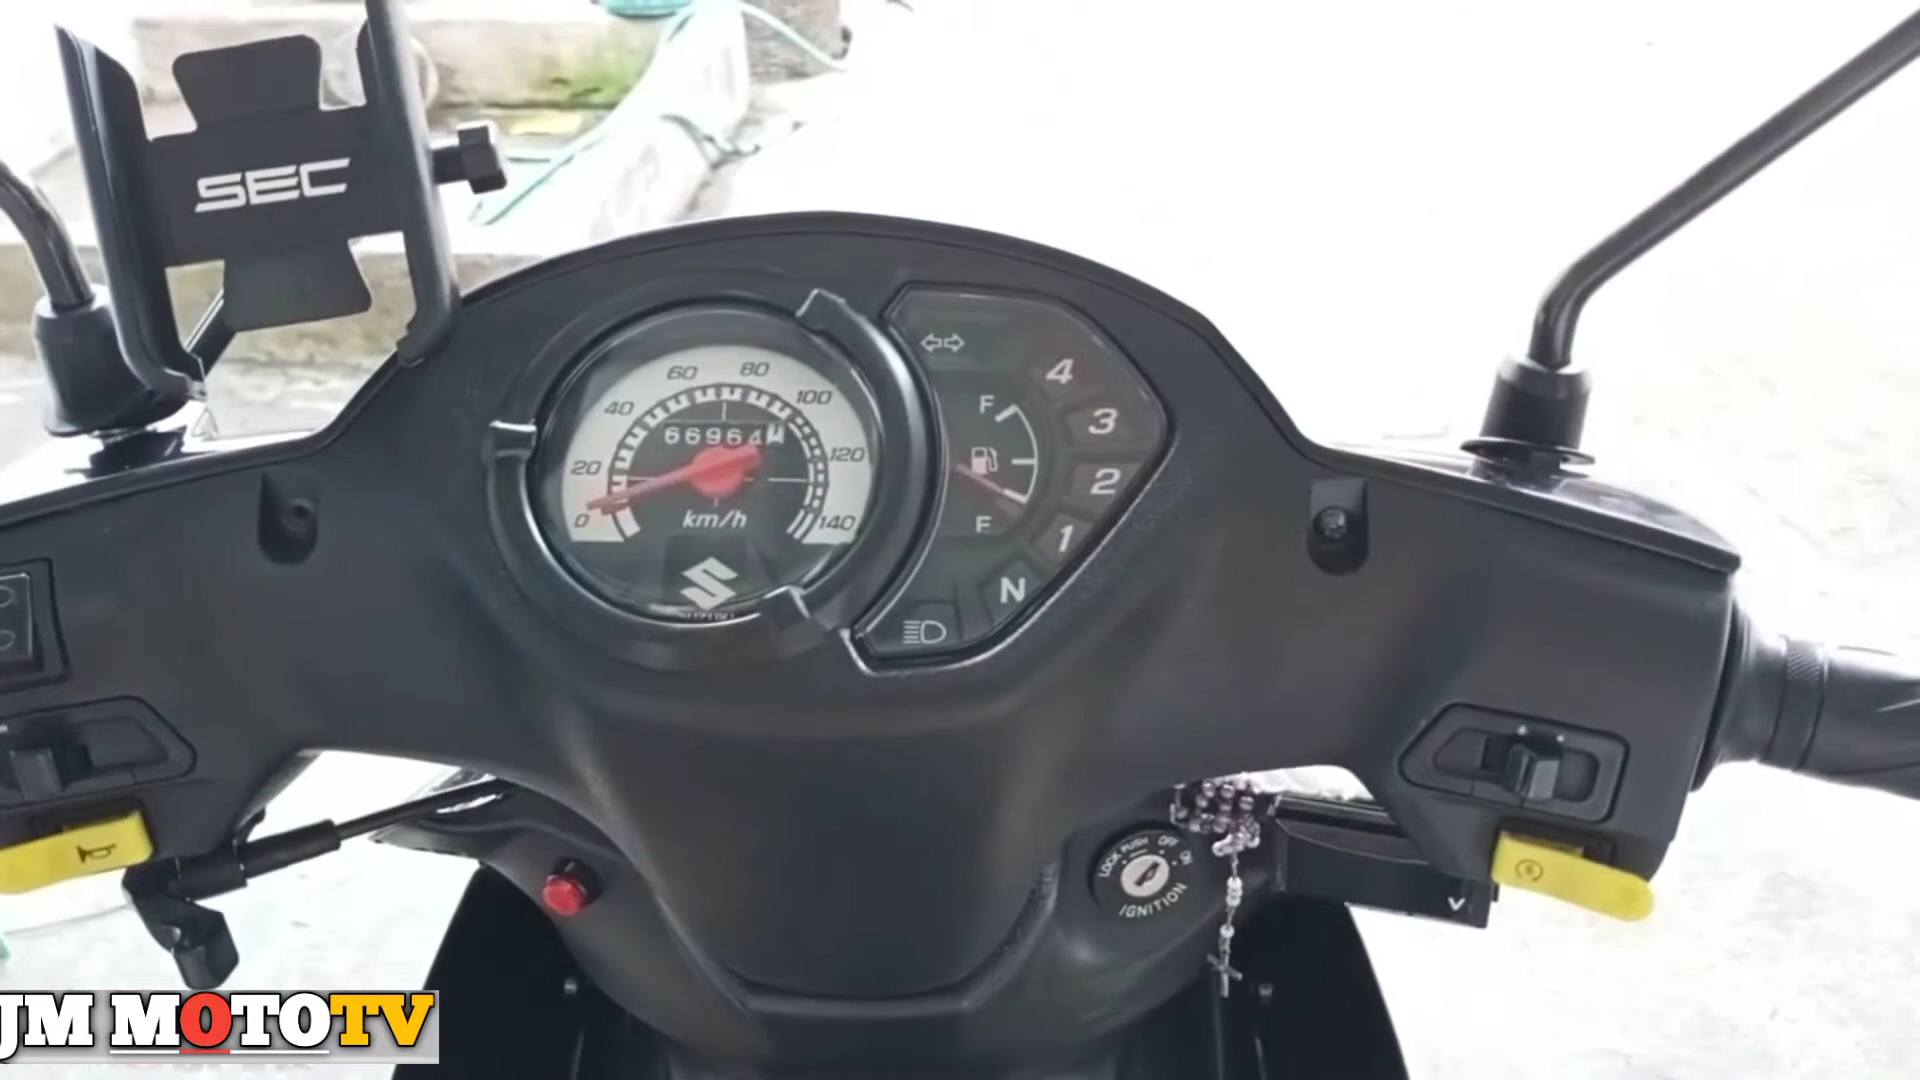 SEC
60 80
40 100
20 120
0 140
66964
km/h
SUZUKI
F
E
4
3
2
1
N
LOCK PUSH OFF ON
IGNITION
V
JM MOTOTV